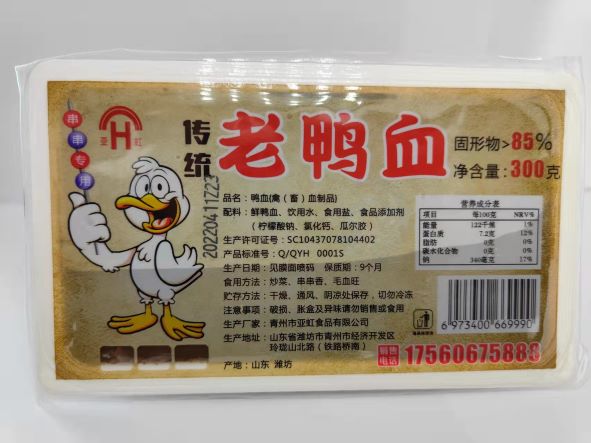 亚虹
串串专用
传统
老鸭血
固形物>85%
净含量:300克
2022041117 23
品名:鸭血(禽(畜)血制品)
配料:鲜鸭血、饮用水、食用盐、食品添加剂
(柠檬酸钠、氯化钙、瓜尔胶)
生产许可证号:SC10437078104402
产品标准号:Q/QYH 0001S
生产日期:见膜面喷码 保质期:9个月
食用方法:炒菜、串串香、毛血旺
贮存方法:干燥、通风、阴凉处保存,切勿冷冻
注意事项:破损、胀盒及异味请勿销售或食用
生产厂家:青州市亚虹食品有限公司
生产地址:山东省潍坊市青州市经济开发区
玲珑山北路(铁路桥南)
产地:山东 潍坊
营养成分表
项目 每100克 NRV%
能量 122千焦 1%
蛋白质 7.2克 12%
脂肪 0克 0%
碳水化合物 0克 0%
钠 340毫克 17%
6 973400 669990
销售电话 17560675888